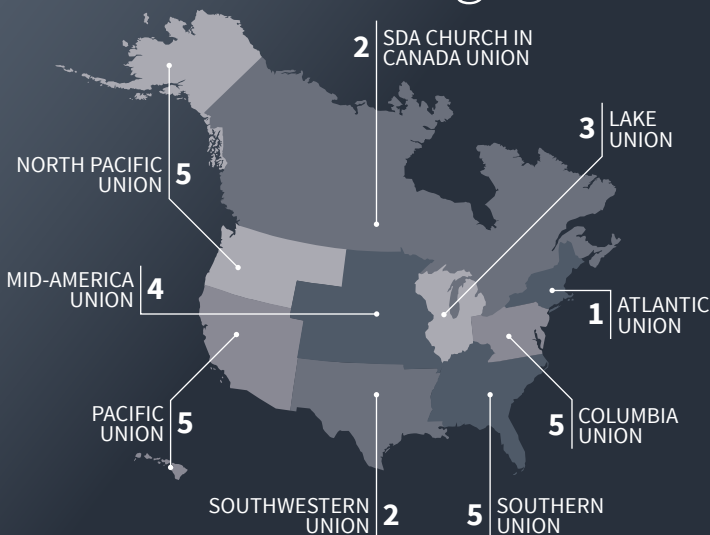 2 SDA CHURCH IN
CANADA UNION
3 LAKE
UNION
NORTH PACIFIC
UNION 5
MID-AMERICA
UNION 4
1 ATLANTIC
UNION
PACIFIC
UNION 5
5 COLUMBIA
UNION
SOUTHWESTERN
UNION 2
5 SOUTHERN
UNION